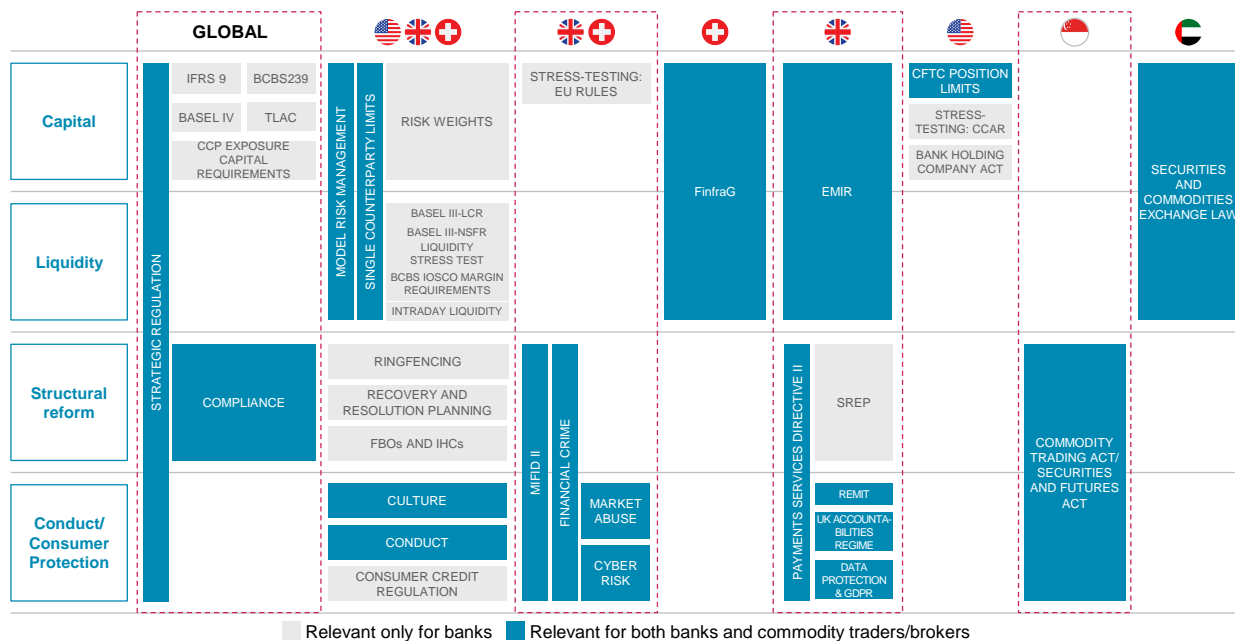 GLOBAL
Capital
Liquidity
Structural
reform
Conduct/
Consumer
Protection
STRATEGIC REGULATION
IFRS 9
BCBS239
BASEL IV
TLAC
CCP EXPOSURE
CAPITAL
REQUIREMENTS
COMPLIANCE
MODEL RISK MANAGEMENT
SINGLE COUNTERPARTY LIMITS
RISK WEIGHTS
BASEL III-LCR
BASEL III-NSFR
LIQUIDITY
STRESS TEST
BCBS IOSCO MARGIN
REQUIREMENTS
INTRADAY LIQUIDITY
RINGFENCING
RECOVERY AND
RESOLUTION PLANNING
FBOs AND IHCs
CULTURE
CONDUCT
CONSUMER CREDIT
REGULATION
STRESS-TESTING:
EU RULES
MIFID II
FINANCIAL CRIME
MARKET
ABUSE
CYBER
RISK
FinfraG
EMIR
PAYMENTS SERVICES DIRECTIVE II
SREP
REMIT
UK ACCOUNTA-
BILITIES
REGIME
DATA
PROTECTION
& GDPR
CFTC POSITION
LIMITS
STRESS-
TESTING: CCAR
BANK HOLDING
COMPANY ACT
COMMODITY
TRADING ACT/
SECURITIES
AND FUTURES
ACT
SECURITIES
AND
COMMODITIES
EXCHANGE LAW
Relevant only for banks
Relevant for both banks and commodity traders/brokers